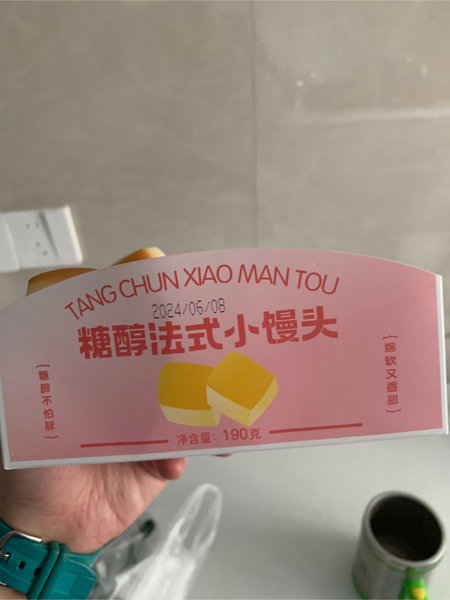 TANG CHUN XIAO MAN TOU
2024/06/08
糖醇法式小馒头
{糖醇不怕胖}
{绵软又香甜}
净含量：190克